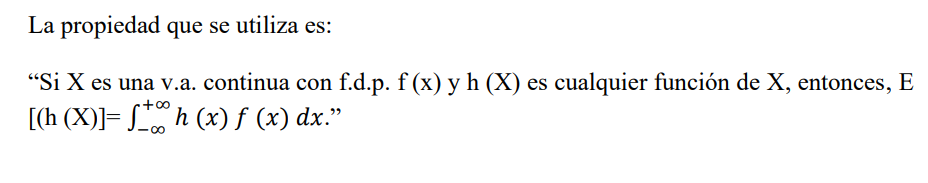 La propiedad que se utiliza es:
“Si X es una v.a. continua con f.d.p. f (x) y h (X) es cualquier función de X, entonces, E
[(h (X)]= ∫₋∞⁺∞ h (x) f (x) dx.”